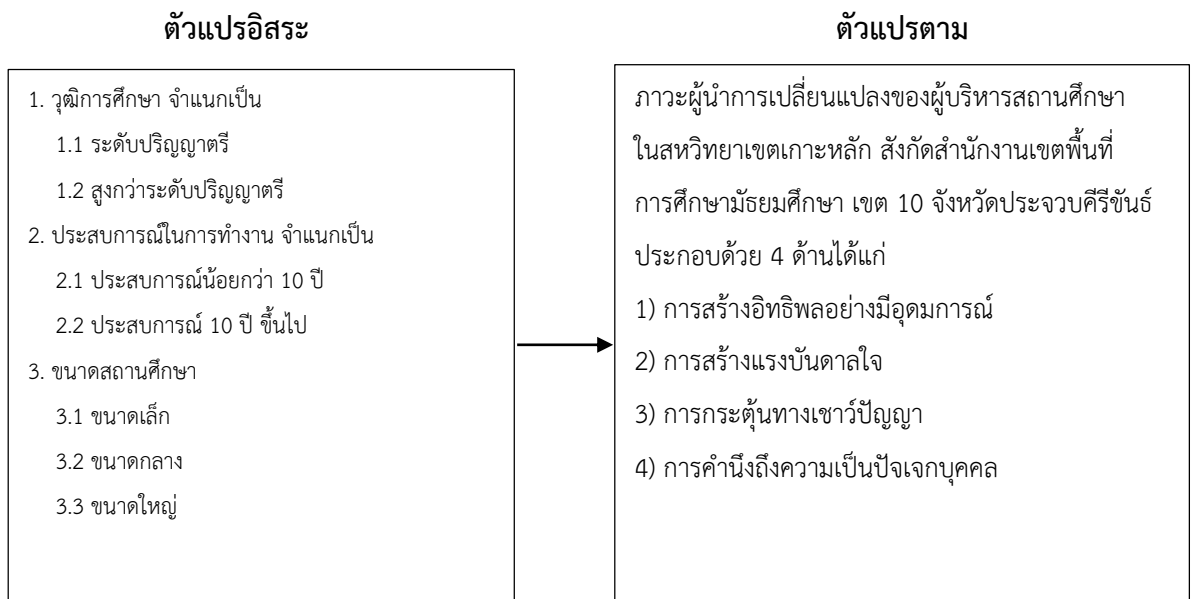 ตัวแปรอิสระ
1. วุฒิการศึกษา จำแนกเป็น
1.1 ระดับปริญญาตรี
1.2 สูงกว่าระดับปริญญาตรี
2. ประสบการณ์ในการทำงาน จำแนกเป็น
2.1 ประสบการณ์น้อยกว่า 10 ปี
2.2 ประสบการณ์ 10 ปี ขึ้นไป
3. ขนาดสถานศึกษา
3.1 ขนาดเล็ก
3.2 ขนาดกลาง
3.3 ขนาดใหญ่
ตัวแปรตาม
ภาวะผู้นำการเปลี่ยนแปลงของผู้บริหารสถานศึกษา
ในสหวิทยาเขตเกาะหลัก สังกัดสำนักงานเขตพื้นที่
การศึกษามัธยมศึกษา เขต 10 จังหวัดประจวบคีรีขันธ์
ประกอบด้วย 4 ด้านได้แก่
1) การสร้างอิทธิพลอย่างมีอุดมการณ์
2) การสร้างแรงบันดาลใจ
3) การกระตุ้นทางเชาว์ปัญญา
4) การคำนึงถึงความเป็นปัจเจกบุคคล